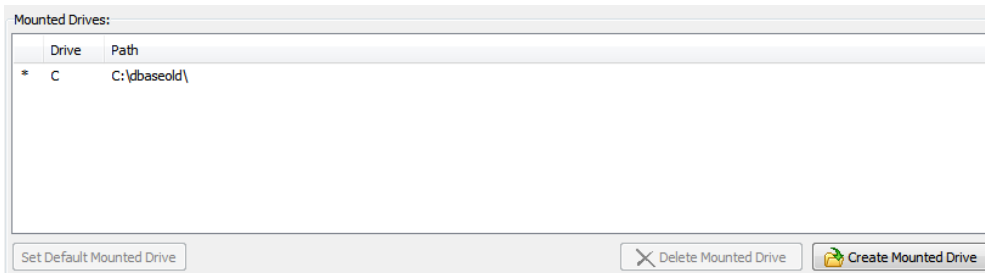 Mounted Drives:
Drive Path
* C C:\dbaseold\
Set Default Mounted Drive Delete Mounted Drive Create Mounted Drive